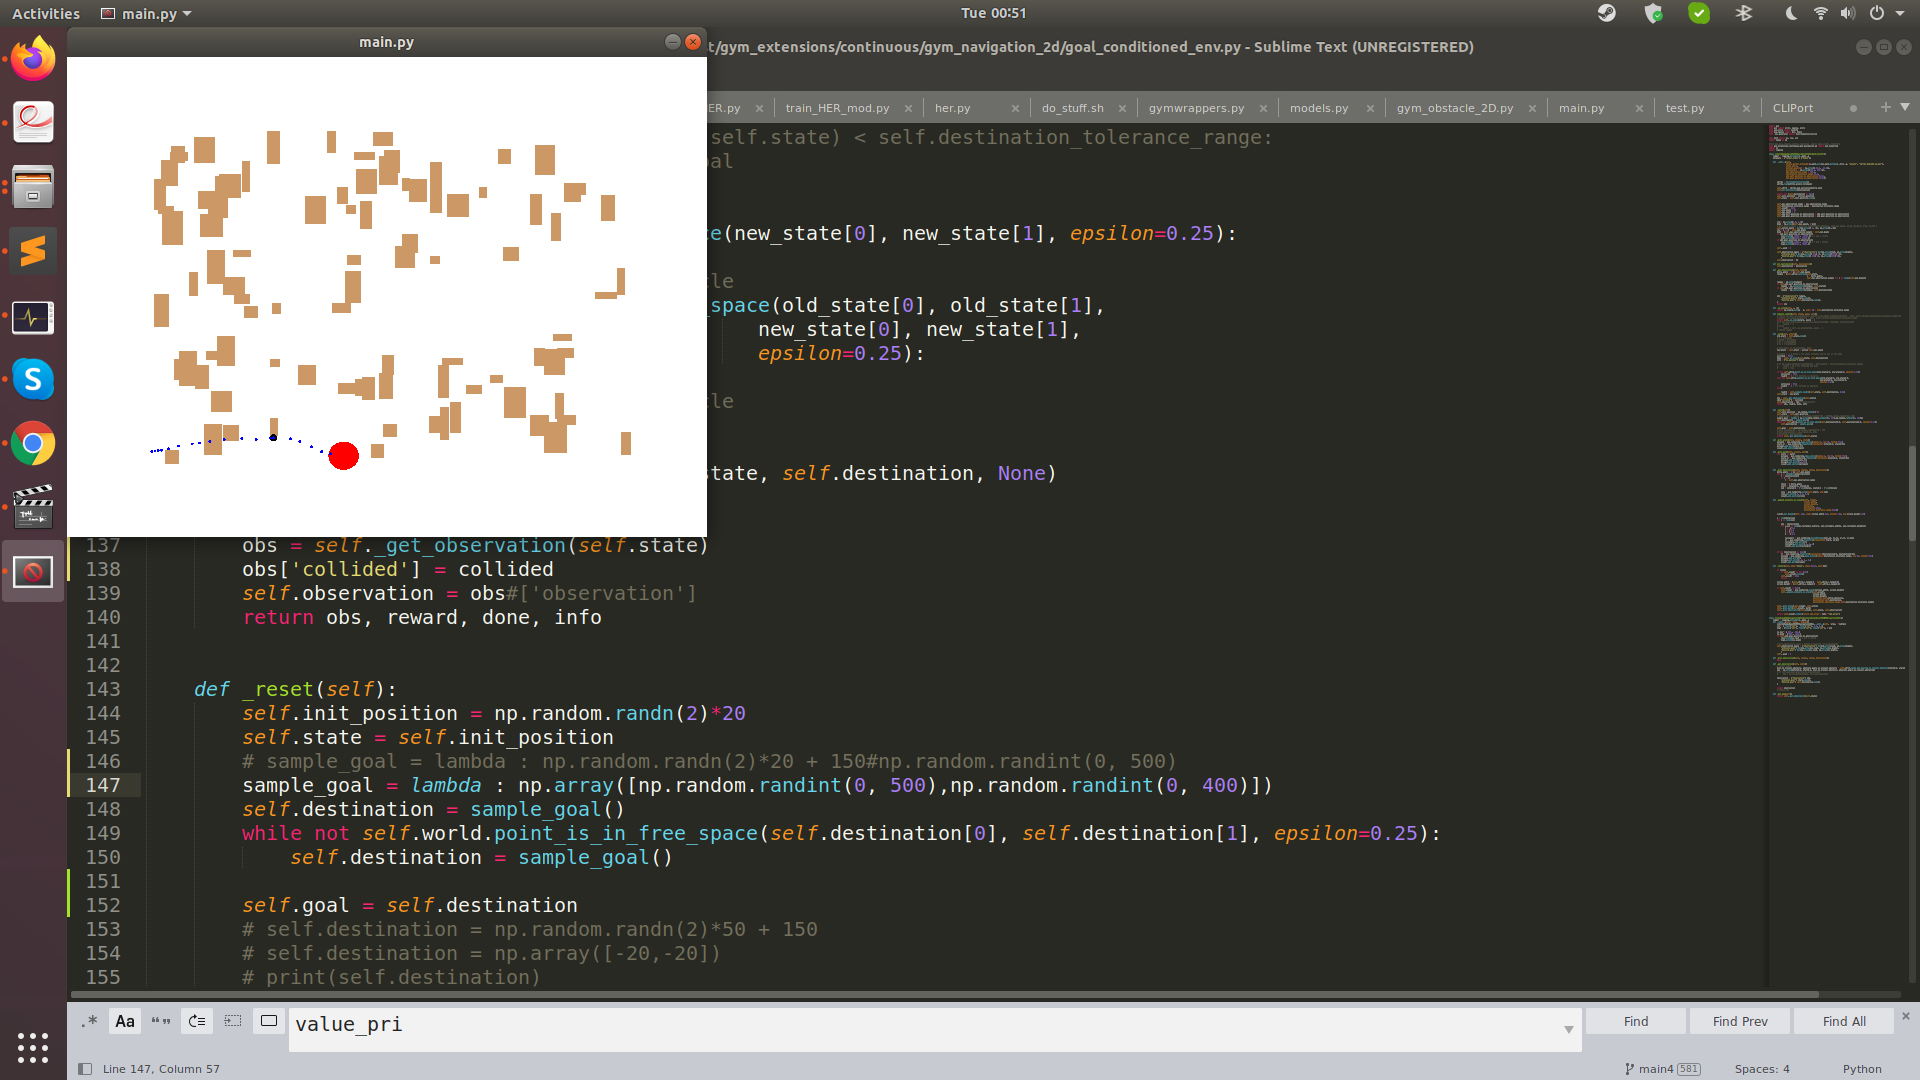 Activities
main.py
Tue 00:51
main.py
t/gym_extensions/continuous/gym_navigation_2d/goal_conditioned_env.py - Sublime Text (UNREGISTERED)
ER.py
train_HER_mod.py
her.py
do_stuff.sh
gymwrappers.py
models.py
gym_obstacle_2D.py
main.py
test.py
CLIPort
self.state) < self.destination_tolerance_range:
al
ce(new_state[0], new_state[1], epsilon=0.25):
cle
_space(old_state[0], old_state[1],
new_state[0], new_state[1],
epsilon=0.25):
cle
state, self.destination, None)
137 obs = self._get_observation(self.state)
138 obs['collided'] = collided
139 self.observation = obs#['observation']
140 return obs, reward, done, info
141
142
143 def _reset(self):
144 self.init_position = np.random.randn(2)*20
145 self.state = self.init_position
146 # sample_goal = lambda : np.random.randn(2)*20 + 150#np.random.randint(0, 500)
147 sample_goal = lambda : np.array([np.random.randint(0, 500),np.random.randint(0, 400)])
148 self.destination = sample_goal()
149 while not self.world.point_is_in_free_space(self.destination[0], self.destination[1], epsilon=0.25):
150 self.destination = sample_goal()
151
152 self.goal = self.destination
153 # self.destination = np.random.randn(2)*50 + 150
154 # self.destination = np.array([-20,-20])
155 # print(self.destination)
.* Aa “”
value_pri
Find
Find Prev
Find All
Line 147, Column 57
main4 581
Spaces: 4
Python